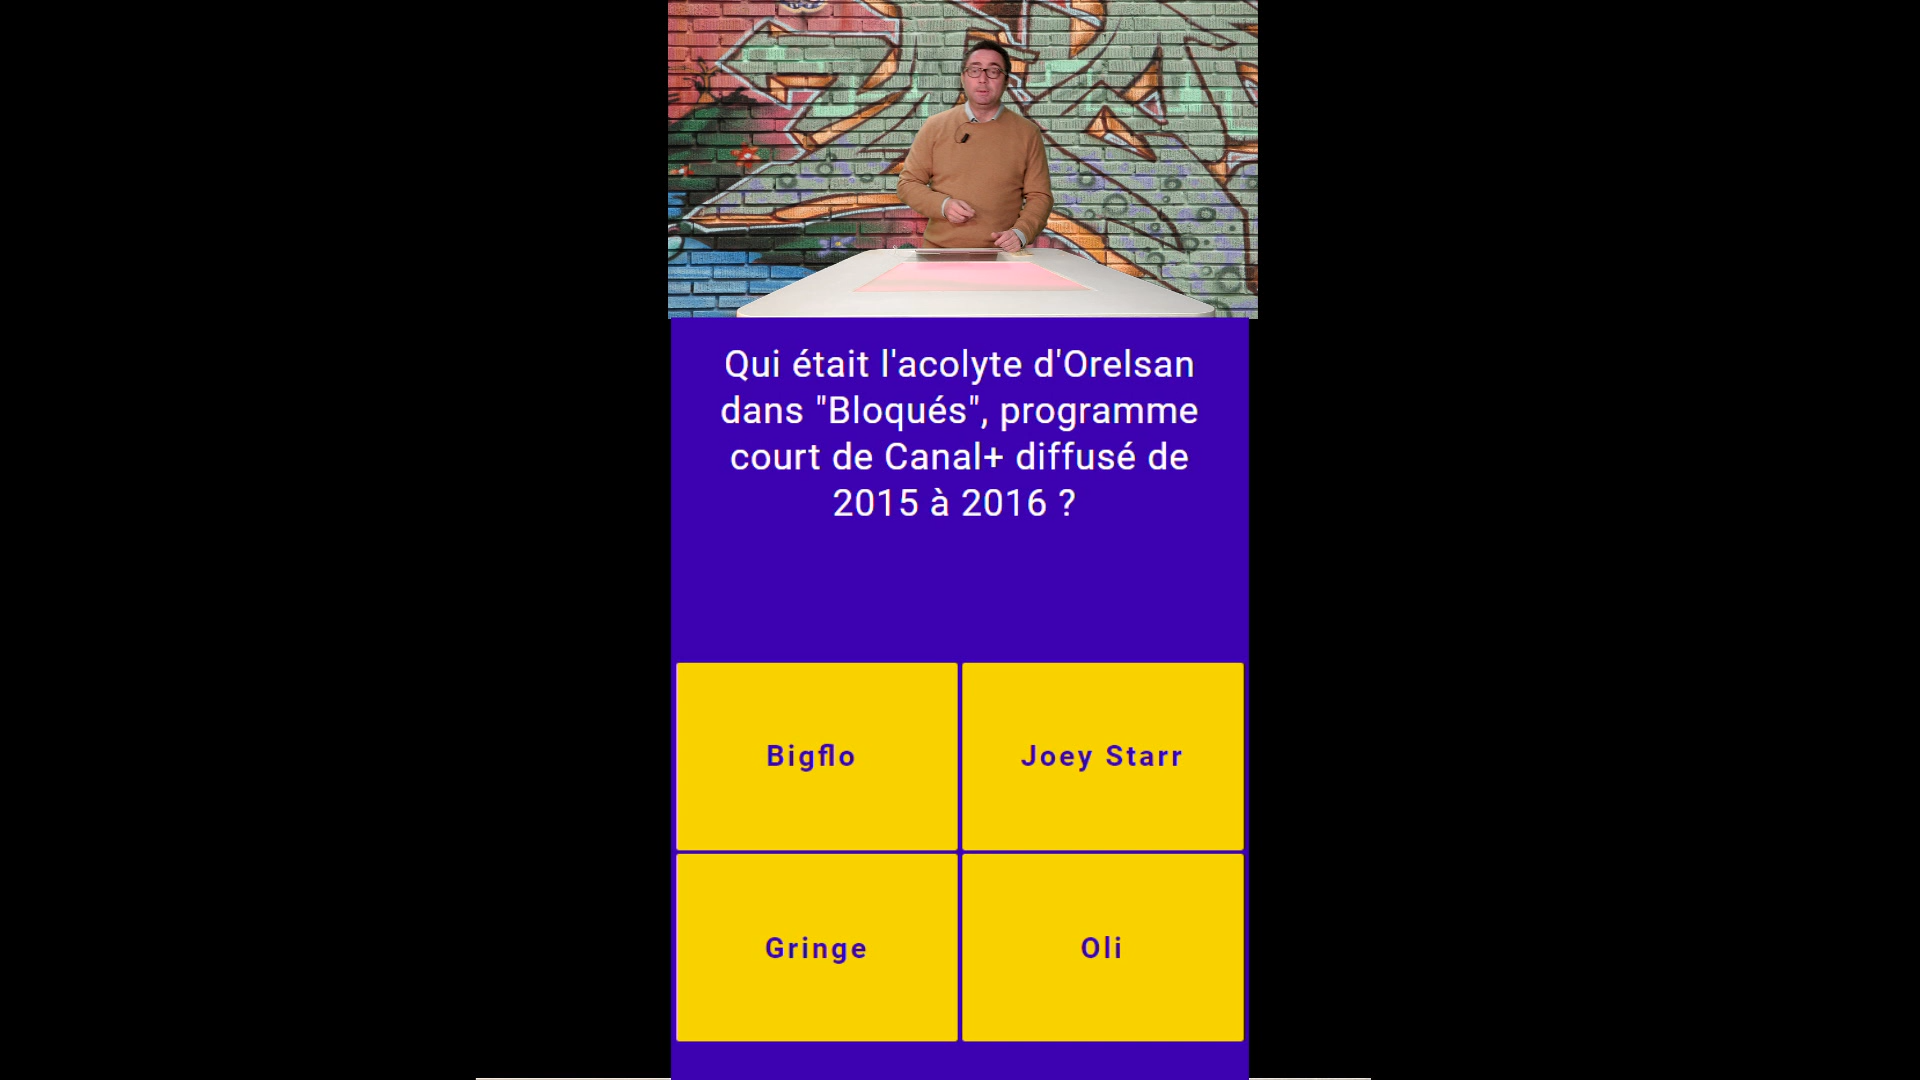 Qui était l'acolyte d'Orelsan
dans "Bloqués", programme
court de Canal+ diffusé de
2015 à 2016 ?
Bigflo
Joey Starr
Gringe
Oli